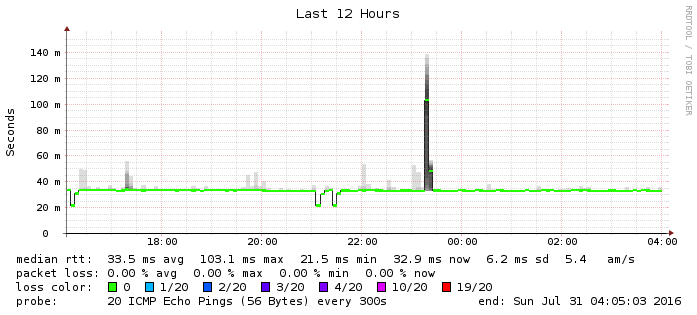 Last 12 Hours
RRDTOOL / TOBI OETIKER
Seconds
140 m
120 m
100 m
80 m
60 m
40 m
20 m
0
18:00 20:00 22:00 00:00 02:00 04:00
median rtt: 33.5 ms avg 103.1 ms max 21.5 ms min 32.9 ms now 6.2 ms sd 5.4 am/s
packet loss: 0.00 % avg 0.00 % max 0.00 % min 0.00 % now
loss color: 0 1/20 2/20 3/20 4/20 10/20 19/20
probe: 20 ICMP Echo Pings (56 Bytes) every 300s end: Sun Jul 31 04:05:03 2016